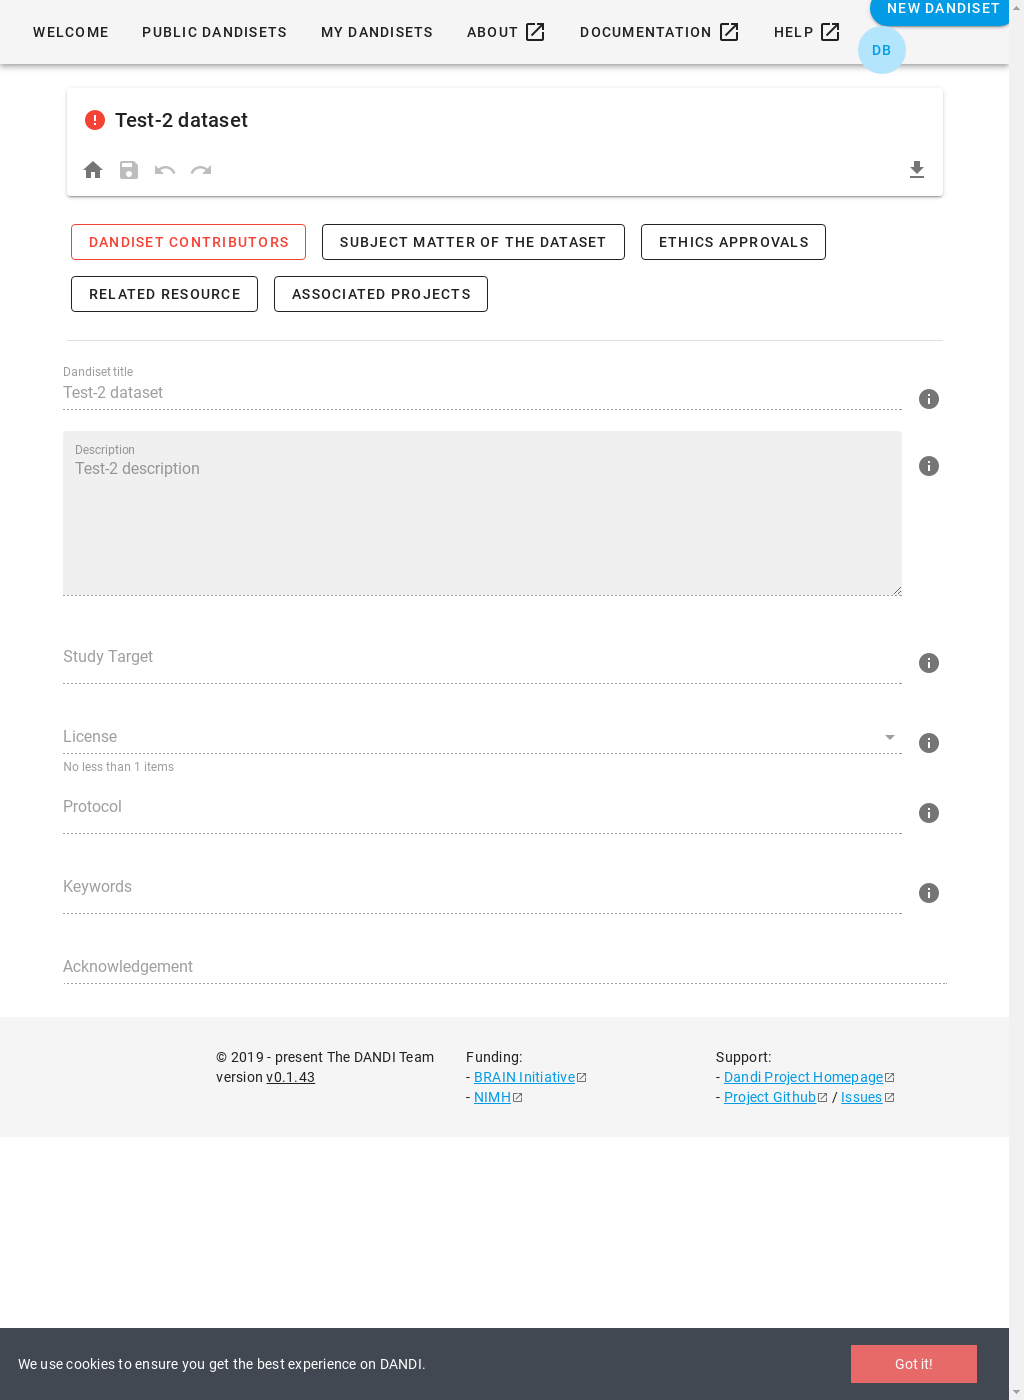 WELCOME PUBLIC DANDISETS MY DANDISETS ABOUT DOCUMENTATION HELP NEW DANDISET
DB
Test-2 dataset
DANDISET CONTRIBUTORS SUBJECT MATTER OF THE DATASET ETHICS APPROVALS
RELATED RESOURCE ASSOCIATED PROJECTS
Dandiset title
Test-2 dataset
Description
Test-2 description
Study Target
License
No less than 1 items
Protocol
Keywords
Acknowledgement
© 2019 - present The DANDI Team
version v0.1.43
Funding:
- BRAIN Initiative
- NIMH
Support:
- Dandi Project Homepage
- Project Github / Issues
We use cookies to ensure you get the best experience on DANDI.
Got it!